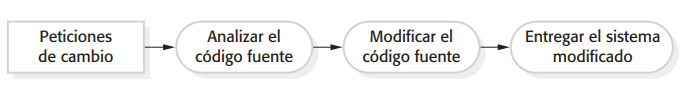 Peticiones
de cambio
Analizar el
código fuente
Modificar el
código fuente
Entregar el sistema
modificado